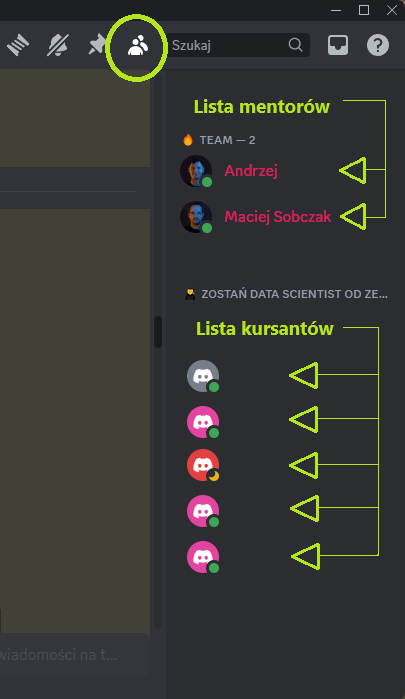 Szukaj
?
Lista mentorów
TEAM — 2
Andrzej
Maciej Sobczak
ZOSTAŃ DATA SCIENTIST OD ZE...
Lista kursantów
wiadomości na t...